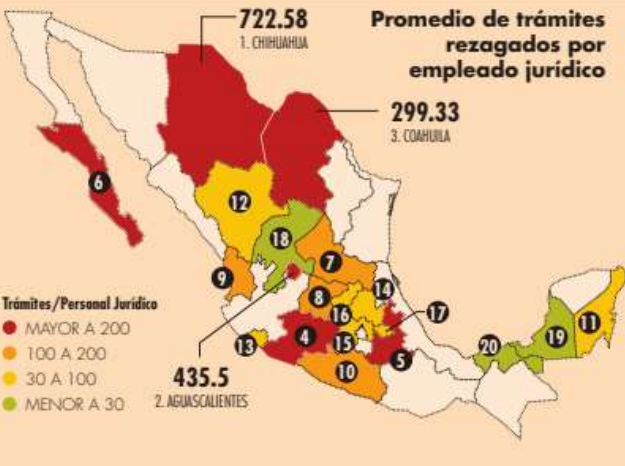 722.58
1. CHIHUAHUA
Promedio de trámites
rezagados por
empleado jurídico
299.33
3. COAHUILA
6
12
18
9
7
14
8
16
17
4
13
15
5
10
11
19
20
Trámites/Personal Jurídico
MAYOR A 200
100 A 200
30 A 100
MENOR A 30
435.5
2. AGUASCALIENTES